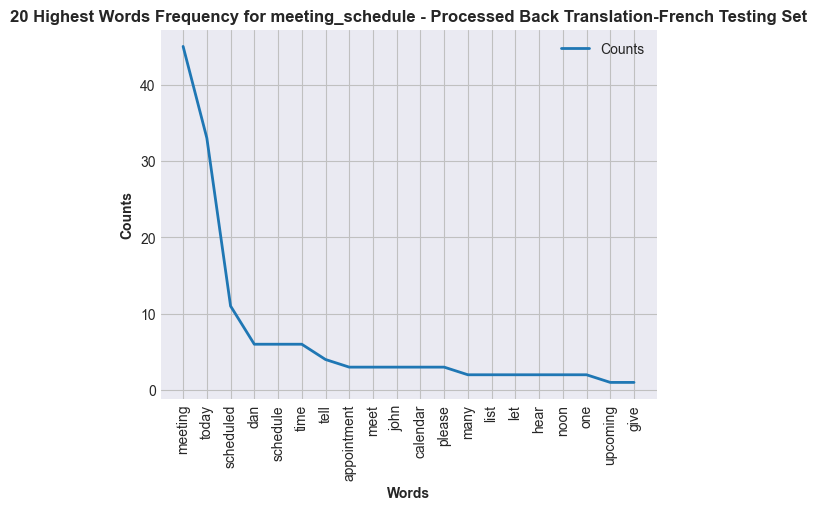 20 Highest Words Frequency for meeting_schedule - Processed Back Translation-French Testing Set
Counts
40
30
20
10
0
Counts
meeting
today
scheduled
dan
schedule
time
tell
appointment
meet
john
calendar
please
many
list
let
hear
noon
one
upcoming
give
Words